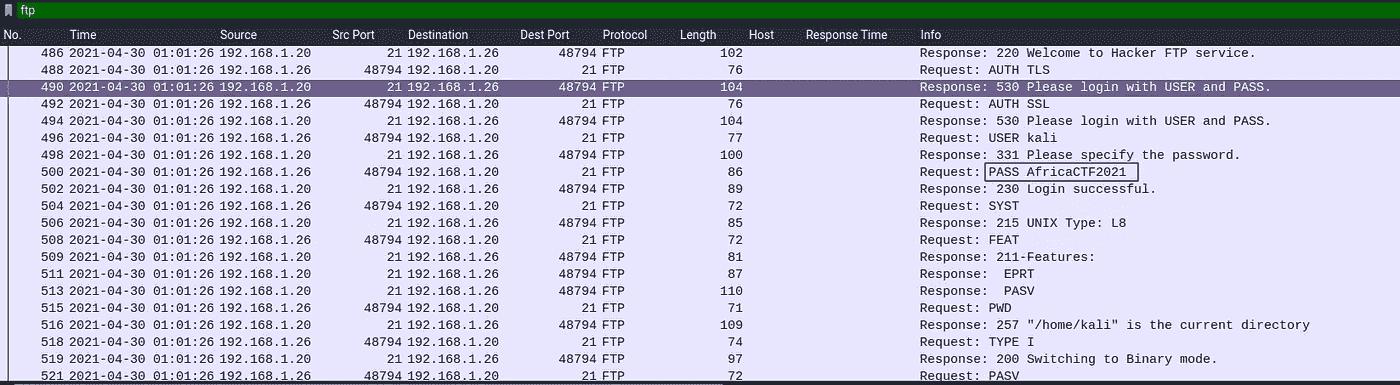 ftp
No. Time Source Src Port Destination Dest Port Protocol Length Host Response Time Info
486 2021-04-30 01:01:26 192.168.1.20 21 192.168.1.26 48794 FTP 102 Response: 220 Welcome to Hacker FTP service.
488 2021-04-30 01:01:26 192.168.1.26 48794 192.168.1.20 21 FTP 76 Request: AUTH TLS
490 2021-04-30 01:01:26 192.168.1.20 21 192.168.1.26 48794 FTP 104 Response: 530 Please login with USER and PASS.
492 2021-04-30 01:01:26 192.168.1.26 48794 192.168.1.20 21 FTP 76 Request: AUTH SSL
494 2021-04-30 01:01:26 192.168.1.20 21 192.168.1.26 48794 FTP 104 Response: 530 Please login with USER and PASS.
496 2021-04-30 01:01:26 192.168.1.26 48794 192.168.1.20 21 FTP 77 Request: USER kali
498 2021-04-30 01:01:26 192.168.1.20 21 192.168.1.26 48794 FTP 100 Response: 331 Please specify the password.
500 2021-04-30 01:01:26 192.168.1.26 48794 192.168.1.20 21 FTP 86 Request: PASS AfricaCTF2021
502 2021-04-30 01:01:26 192.168.1.20 21 192.168.1.26 48794 FTP 89 Response: 230 Login successful.
504 2021-04-30 01:01:26 192.168.1.26 48794 192.168.1.20 21 FTP 72 Request: SYST
506 2021-04-30 01:01:26 192.168.1.20 21 192.168.1.26 48794 FTP 85 Response: 215 UNIX Type: L8
508 2021-04-30 01:01:26 192.168.1.26 48794 192.168.1.20 21 FTP 72 Request: FEAT
509 2021-04-30 01:01:26 192.168.1.20 21 192.168.1.26 48794 FTP 81 Response: 211-Features:
511 2021-04-30 01:01:26 192.168.1.20 21 192.168.1.26 48794 FTP 87 Response: EPRT
513 2021-04-30 01:01:26 192.168.1.20 21 192.168.1.26 48794 FTP 110 Response: PASV
515 2021-04-30 01:01:26 192.168.1.26 48794 192.168.1.20 21 FTP 71 Request: PWD
516 2021-04-30 01:01:26 192.168.1.20 21 192.168.1.26 48794 FTP 109 Response: 257 "/home/kali" is the current directory
518 2021-04-30 01:01:26 192.168.1.26 48794 192.168.1.20 21 FTP 74 Request: TYPE I
519 2021-04-30 01:01:26 192.168.1.20 21 192.168.1.26 48794 FTP 97 Response: 200 Switching to Binary mode.
521 2021-04-30 01:01:26 192.168.1.26 48794 192.168.1.20 21 FTP 72 Request: PASV